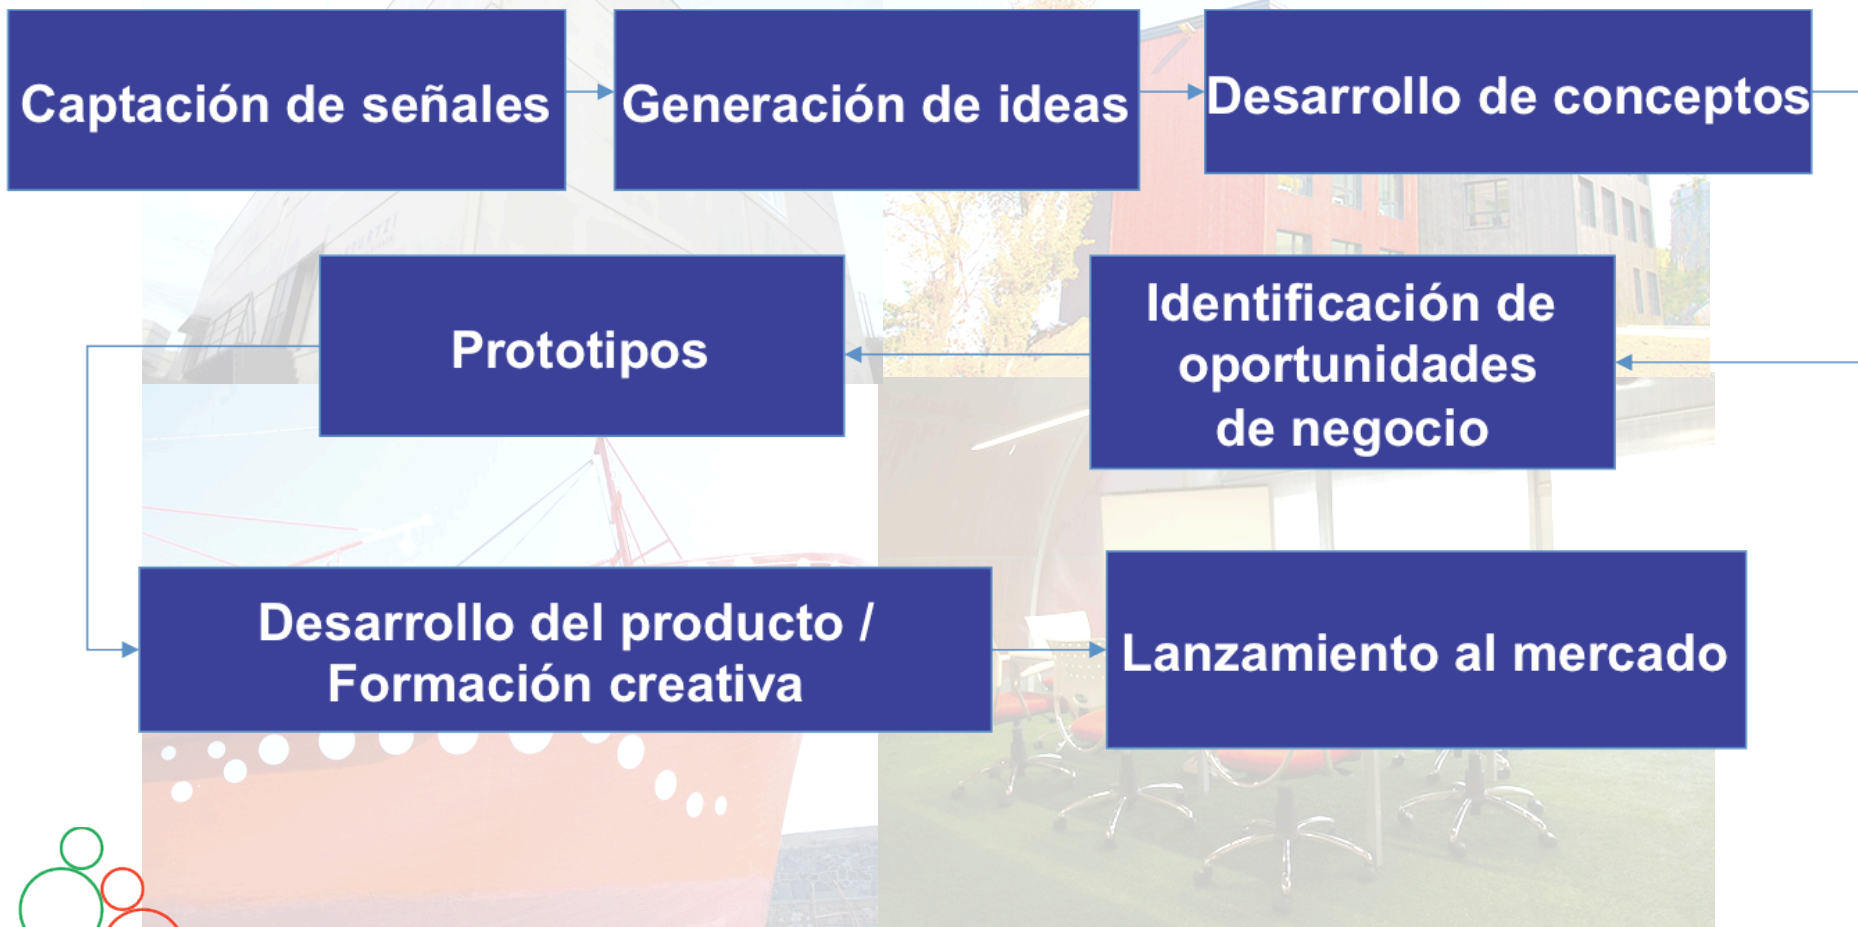 Captación de señales
Generación de ideas
Desarrollo de conceptos
Identificación de
oportunidades
de negocio
Prototipos
Desarrollo del producto /
Formación creativa
Lanzamiento al mercado